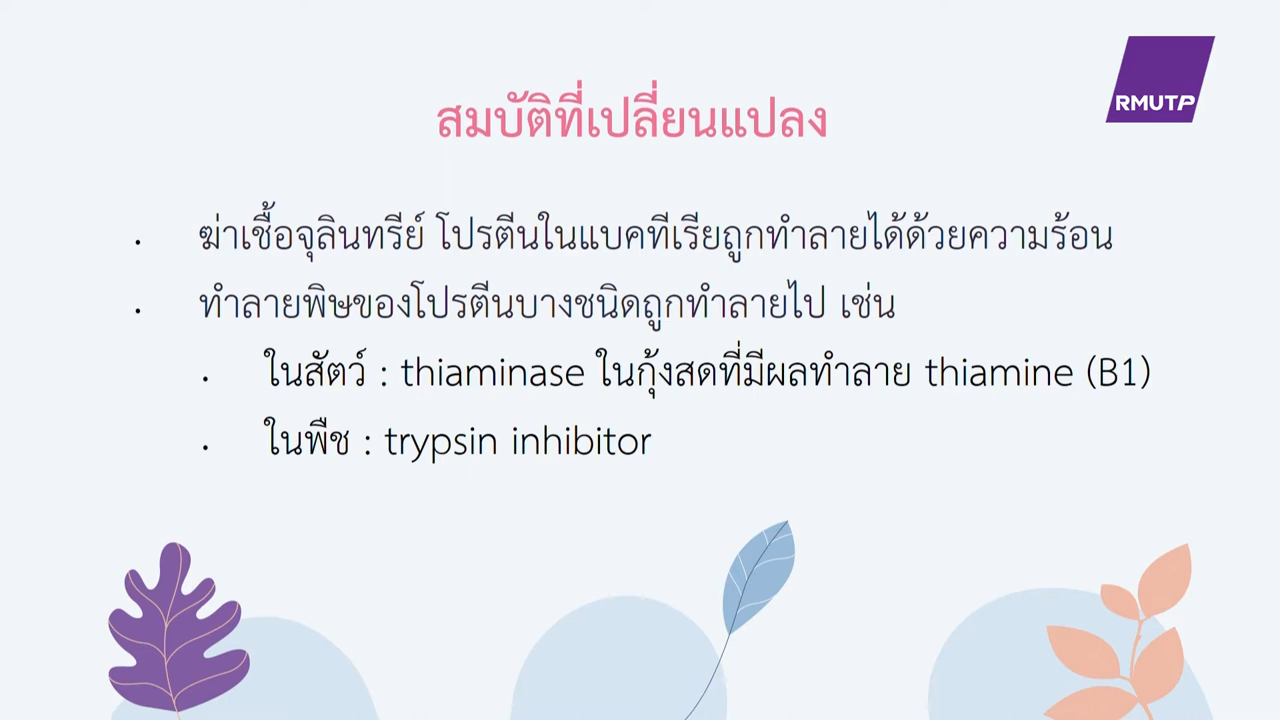 RMUTP
สมบัติที่เปลี่ยนแปลง
• ฆ่าเชื้อจุลินทรีย์ โปรตีนในแบคทีเรียถูกทำลายได้ด้วยความร้อน
• ทำลายพิษของโปรตีนบางชนิดถูกทำลายไป เช่น
• ในสัตว์ : thiaminase ในกุ้งสดที่มีผลทำลาย thiamine (B1)
• ในพืช : trypsin inhibitor